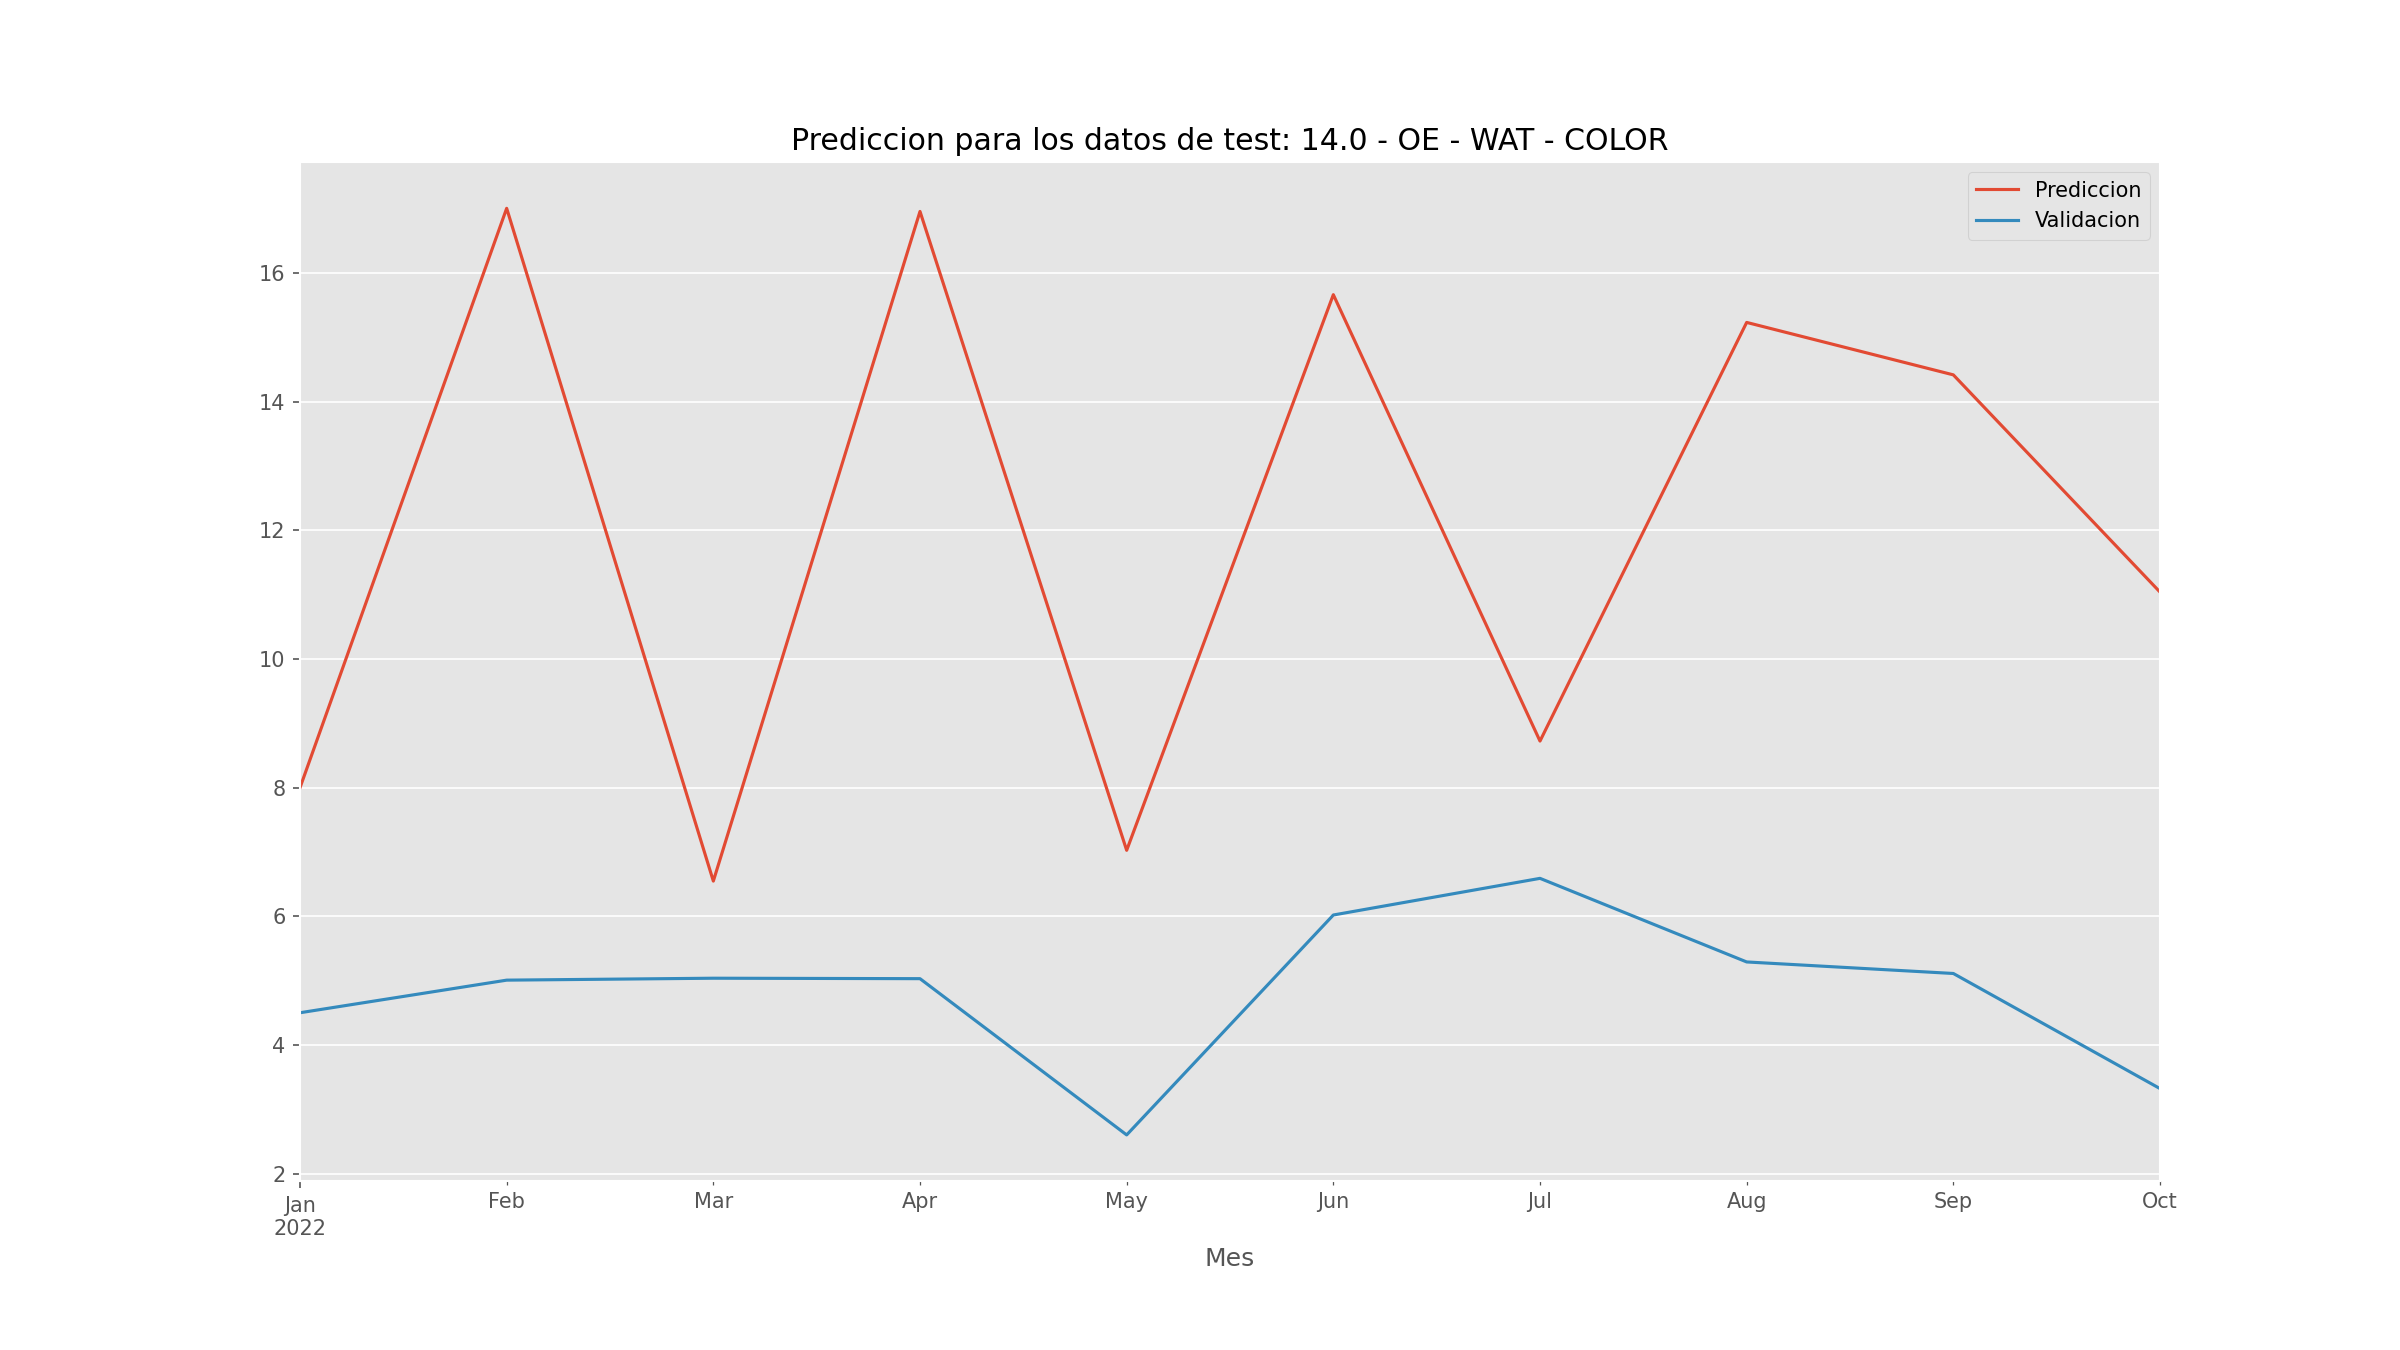 Prediccion para los datos de test: 14.0 - OE - WAT - COLOR
Prediccion
Validacion
16
14
12
10
8
6
4
2
Jan Feb Mar Apr May Jun Jul Aug Sep Oct
2022
Mes